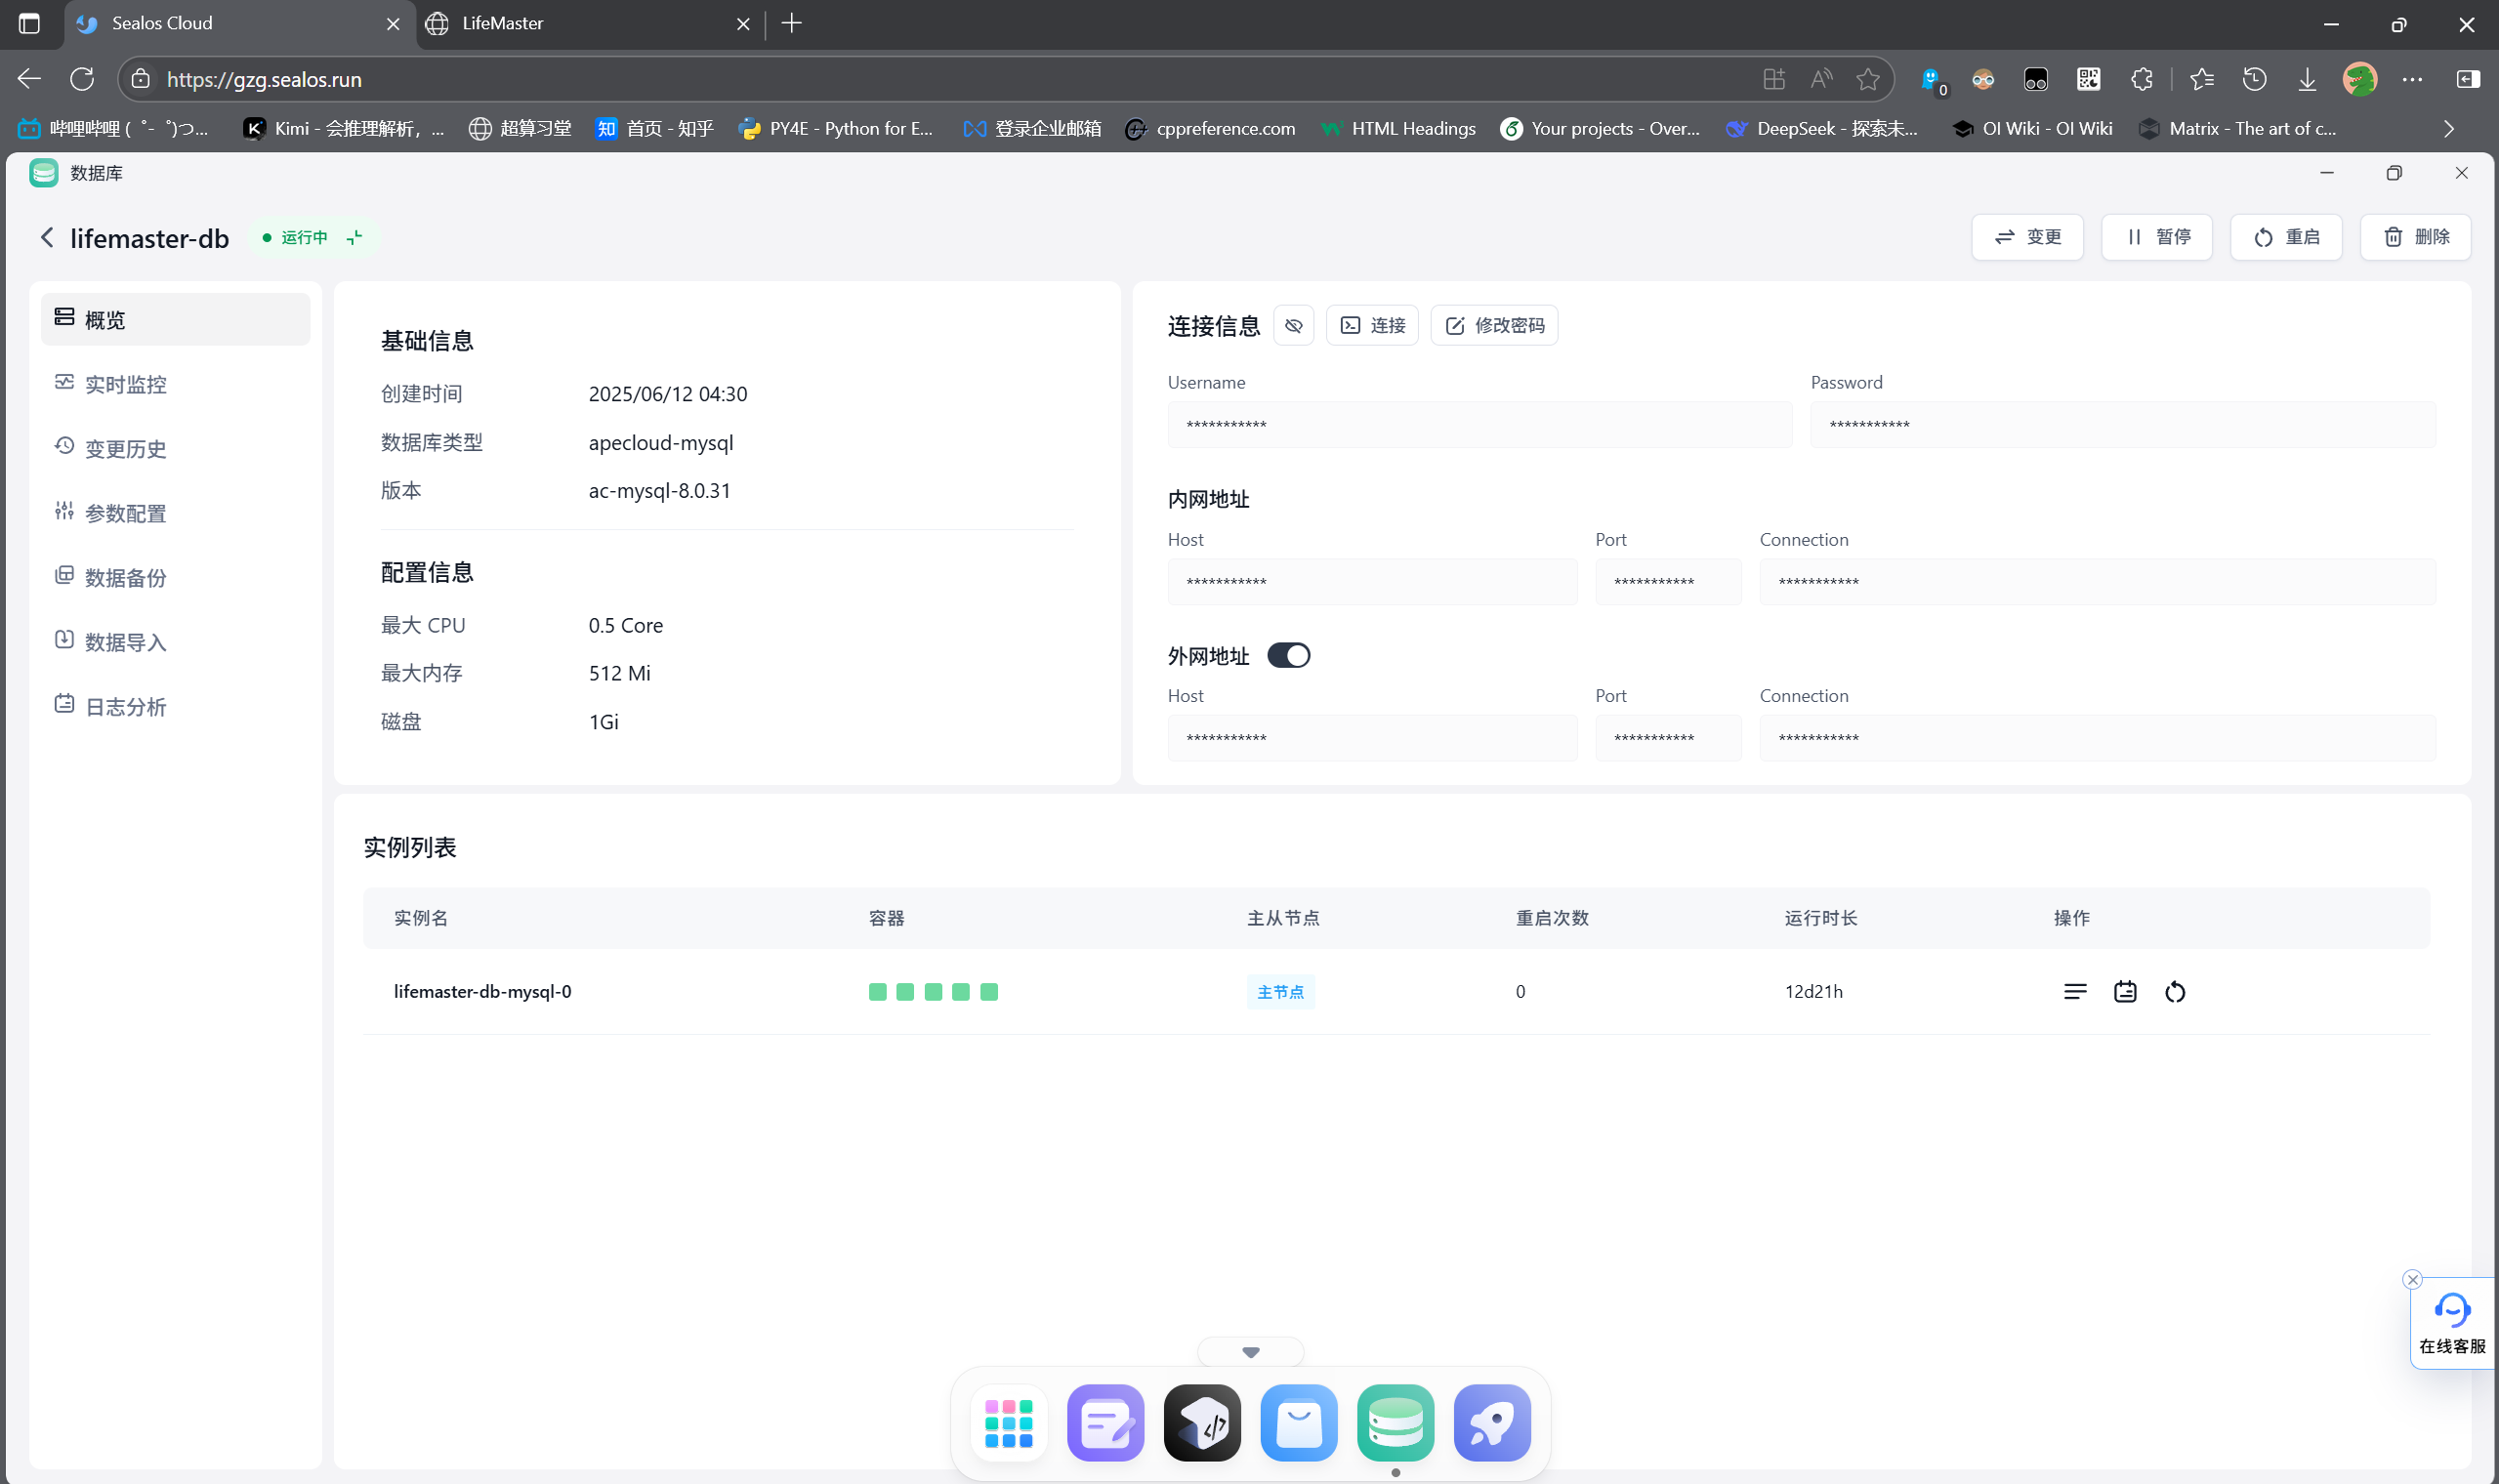 Sealos Cloud
LifeMaster
https://gzg.sealos.run
0
哔哩哔哩 (゜-゜)つ...
Kimi - 会推理解析，...
超算习堂
知 首页 - 知乎
PY4E - Python for E...
登录企业邮箱
cppreference.com
HTML Headings
Your projects - Over...
DeepSeek - 探索未...
OI Wiki - OI Wiki
Matrix - The art of c...
数据库
lifemaster-db
运行中
变更
暂停
重启
删除
概览
实时监控
变更历史
参数配置
数据备份
数据导入
日志分析
基础信息
创建时间 2025/06/12 04:30
数据库类型 apecloud-mysql
版本 ac-mysql-8.0.31
配置信息
最大 CPU 0.5 Core
最大内存 512 Mi
磁盘 1Gi
连接信息 连接 修改密码
Username Password
*********** ***********
内网地址
Host Port Connection
*********** *********** ***********
外网地址
Host Port Connection
*********** *********** ***********
实例列表
实例名 容器 主从节点 重启次数 运行时长 操作
lifemaster-db-mysql-0 主节点 0 12d21h
在线客服